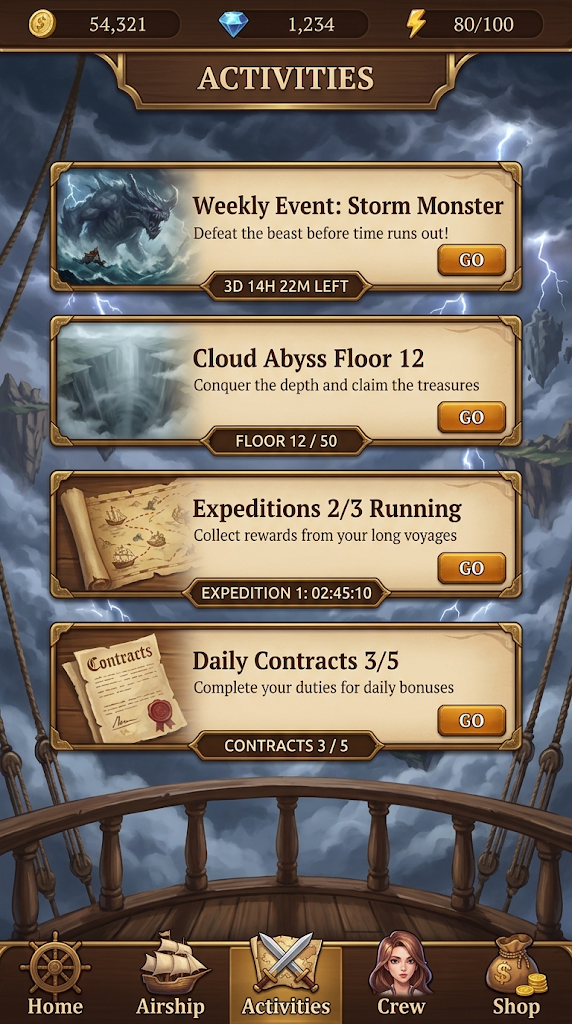 54,321
1,234
80/100
ACTIVITIES
Weekly Event: Storm Monster
Defeat the beast before time runs out!
GO
3D 14H 22M LEFT
Cloud Abyss Floor 12
Conquer the depth and claim the treasures
GO
FLOOR 12 / 50
Expeditions 2/3 Running
Collect rewards from your long voyages
GO
EXPEDITION 1: 02:45:10
Contracts
Daily Contracts 3/5
Complete your duties for daily bonuses
GO
CONTRACTS 3 / 5
Home
Airship
Activities
Crew
Shop